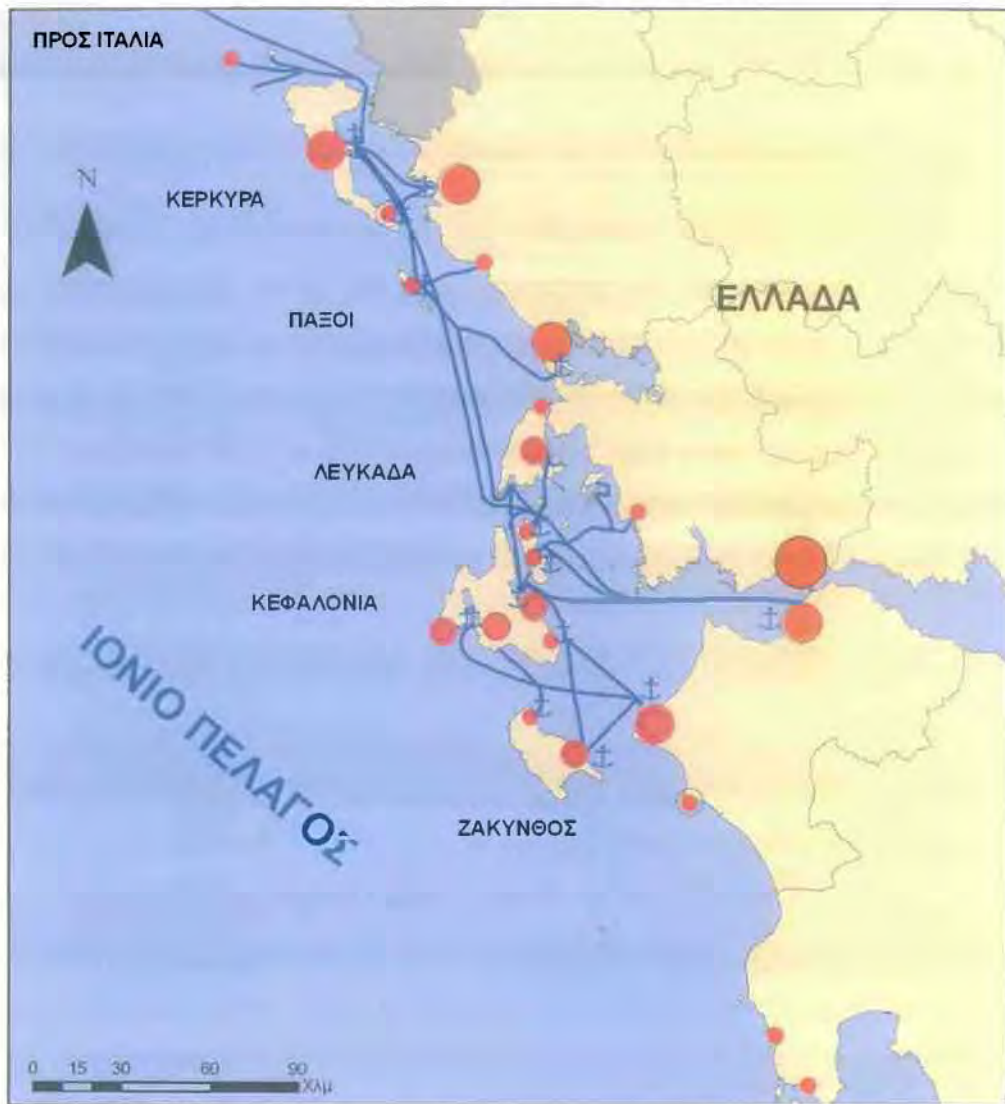 ΠΡΟΣ ΙΤΑΛΙΑ
N
ΚΕΡΚΥΡΑ
ΕΛΛΑΔΑ
ΠΑΞΟΙ
ΛΕΥΚΑΔΑ
ΚΕΦΑΛΟΝΙΑ
ΙΟΝΙΟ ΠΕΛΑΓΟΣ
ΖΑΚΥΝΘΟΣ
0 15 30 60 90
Χλμ